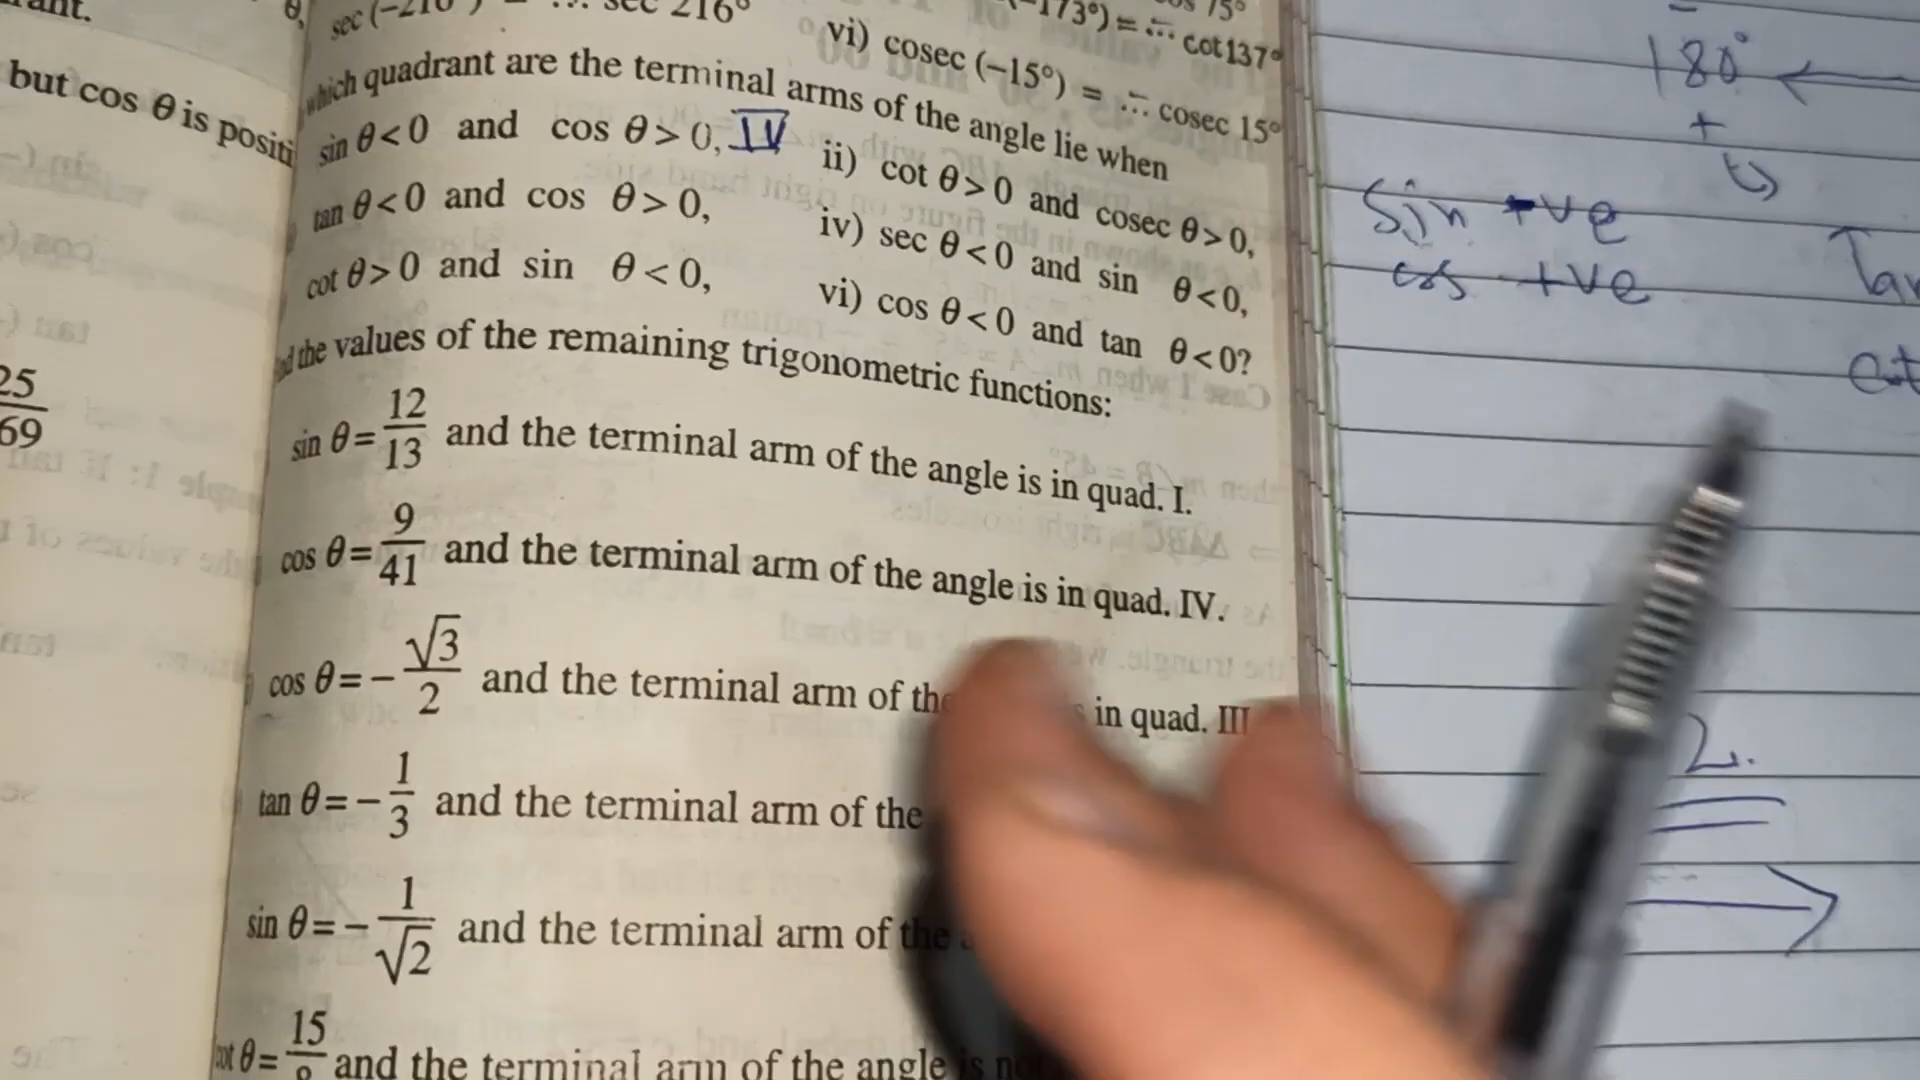 but cos θ is positi
25
69
sec 216°
cot 137°
vi) cosec (−15°) = ... cosec 15°
which quadrant are the terminal arms of the angle lie when
sin θ < 0 and cos θ > 0, IV
ii) cot θ > 0 and cosec θ > 0,
tan θ < 0 and cos θ > 0,
iv) sec θ < 0 and sin θ < 0,
cot θ > 0 and sin θ < 0,
vi) cos θ < 0 and tan θ < 0?
the values of the remaining trigonometric functions:
sin θ = 12/13 and the terminal arm of the angle is in quad. I.
cos θ = 9/41 and the terminal arm of the angle is in quad. IV.
cos θ = −√3/2 and the terminal arm of the in quad. III
tan θ = −1/3 and the terminal arm of the
sin θ = −1/√2 and the terminal arm of the
θ = 15 and the terminal arm of the angle is
180°
+
Sin +ve
cos +ve
2.